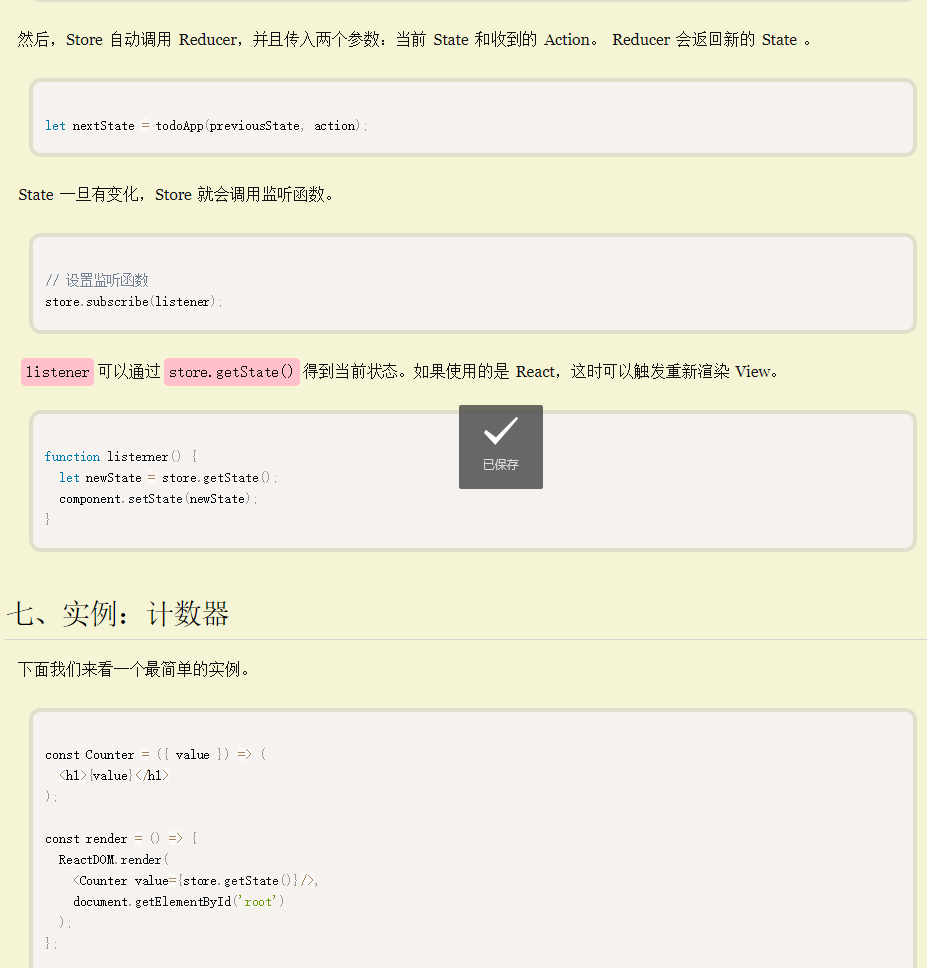 然后，Store 自动调用 Reducer，并且传入两个参数：当前 State 和收到的 Action。 Reducer 会返回新的 State 。
let nextState = todoApp(previousState, action);
State 一旦有变化，Store 就会调用监听函数。
// 设置监听函数
store.subscribe(listener);
listener 可以通过 store.getState() 得到当前状态。如果使用的是 React，这时可以触发重新渲染 View。
function listerner() {
  let newState = store.getState();
  component.setState(newState);
}
已保存
七、实例：计数器
下面我们来看一个最简单的实例。
const Counter = ({ value }) => (
  <h1>{value}</h1>
);
const render = () => {
  ReactDOM.render(
    <Counter value={store.getState()}/>,
    document.getElementById('root')
  );
};